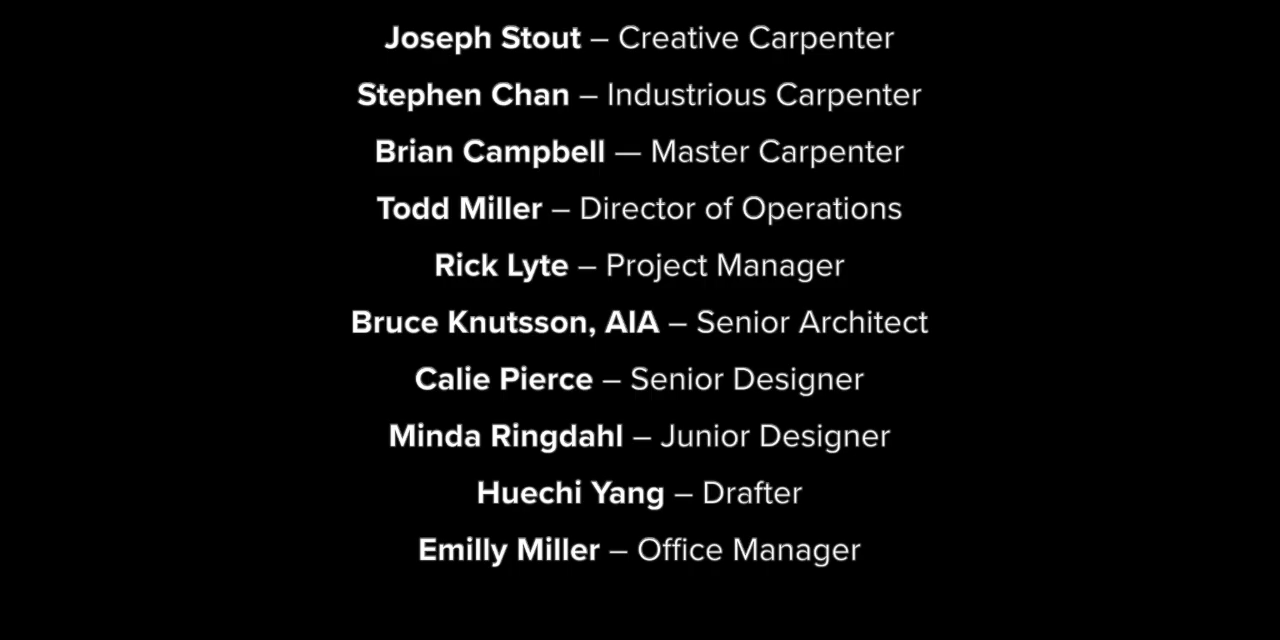 Joseph Stout – Creative Carpenter
Stephen Chan – Industrious Carpenter
Brian Campbell — Master Carpenter
Todd Miller – Director of Operations
Rick Lyte – Project Manager
Bruce Knutsson, AIA – Senior Architect
Calie Pierce – Senior Designer
Minda Ringdahl – Junior Designer
Huechi Yang – Drafter
Emilly Miller – Office Manager